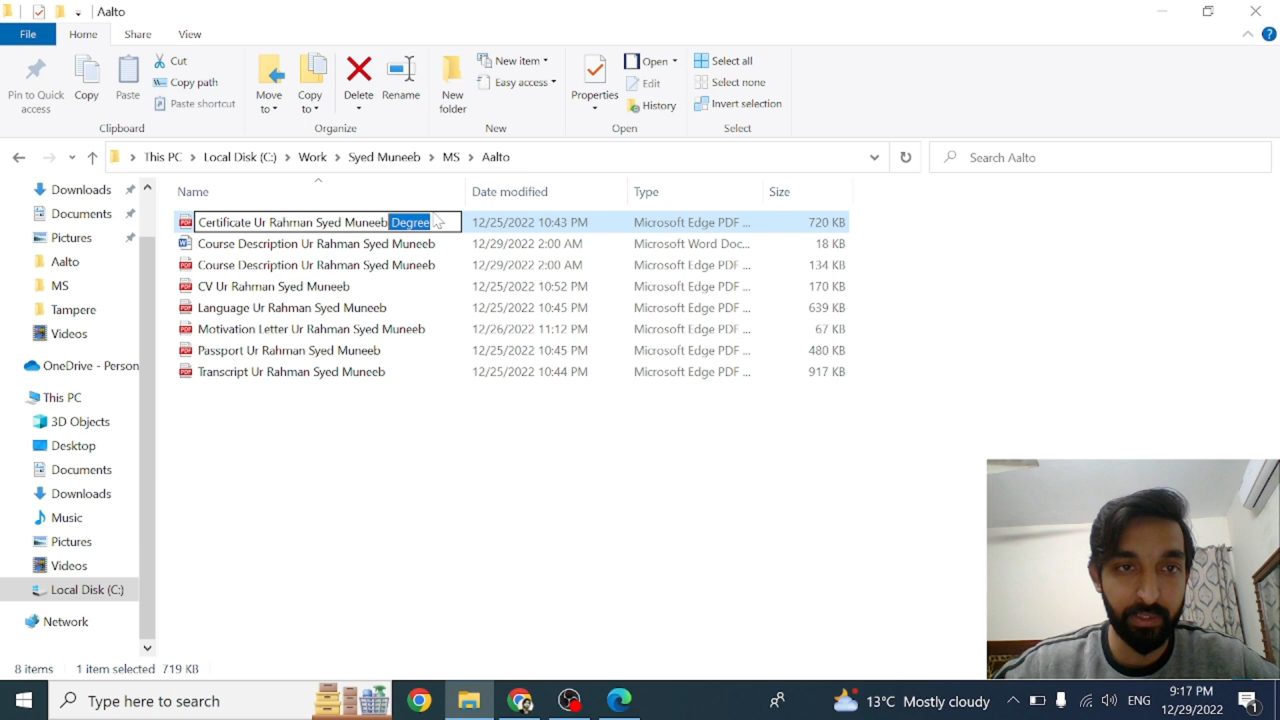 Aalto
File Home Share View
Pin to Quick access
Copy
Paste
Cut
Copy path
Paste shortcut
Clipboard
Move to
Copy to
Delete
Rename
Organize
New folder
New item
Easy access
New
Properties
Open
Edit
History
Open
Select all
Select none
Invert selection
Select
This PC > Local Disk (C:) > Work > Syed Muneeb > MS > Aalto
Search Aalto
Downloads
Documents
Pictures
Aalto
MS
Tampere
Videos
OneDrive - Person
This PC
3D Objects
Desktop
Documents
Downloads
Music
Pictures
Videos
Local Disk (C:)
Network
Name Date modified Type Size
Certificate Ur Rahman Syed Muneeb Degree 12/25/2022 10:43 PM Microsoft Edge PDF ... 720 KB
Course Description Ur Rahman Syed Muneeb 12/29/2022 2:00 AM Microsoft Word Doc... 18 KB
Course Description Ur Rahman Syed Muneeb 12/29/2022 2:00 AM Microsoft Edge PDF ... 134 KB
CV Ur Rahman Syed Muneeb 12/25/2022 10:52 PM Microsoft Edge PDF ... 170 KB
Language Ur Rahman Syed Muneeb 12/25/2022 10:45 PM Microsoft Edge PDF ... 639 KB
Motivation Letter Ur Rahman Syed Muneeb 12/26/2022 11:12 PM Microsoft Edge PDF ... 67 KB
Passport Ur Rahman Syed Muneeb 12/25/2022 10:45 PM Microsoft Edge PDF ... 480 KB
Transcript Ur Rahman Syed Muneeb 12/25/2022 10:44 PM Microsoft Edge PDF ... 917 KB
8 items 1 item selected 719 KB
Type here to search
13°C Mostly cloudy
ENG
9:17 PM
12/29/2022
1